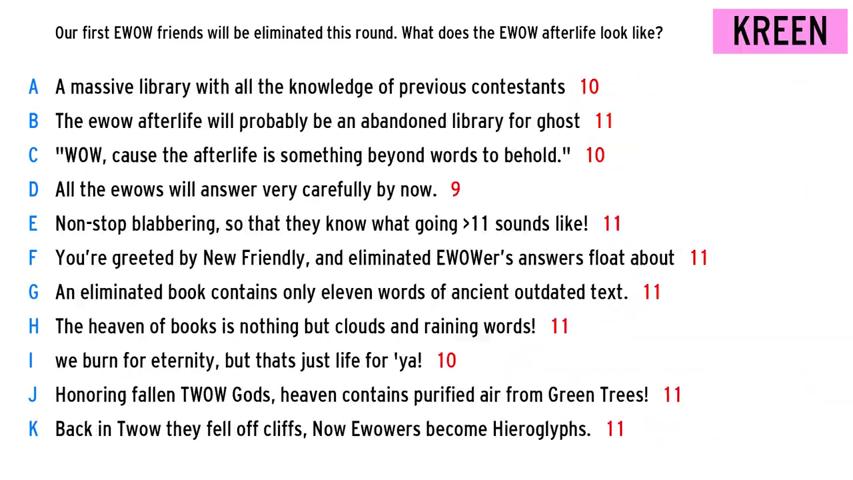 Our first EWOW friends will be eliminated this round. What does the EWOW afterlife look like?
KREEN
A A massive library with all the knowledge of previous contestants 10
B The ewow afterlife will probably be an abandoned library for ghost 11
C "WOW, cause the afterlife is something beyond words to behold." 10
D All the ewows will answer very carefully by now. 9
E Non-stop blabbering, so that they know what going >11 sounds like! 11
F You’re greeted by New Friendly, and eliminated EWOWer’s answers float about 11
G An eliminated book contains only eleven words of ancient outdated text. 11
H The heaven of books is nothing but clouds and raining words! 11
I we burn for eternity, but thats just life for 'ya! 10
J Honoring fallen TWOW Gods, heaven contains purified air from Green Trees! 11
K Back in Twow they fell off cliffs, Now Ewowers become Hieroglyphs. 11